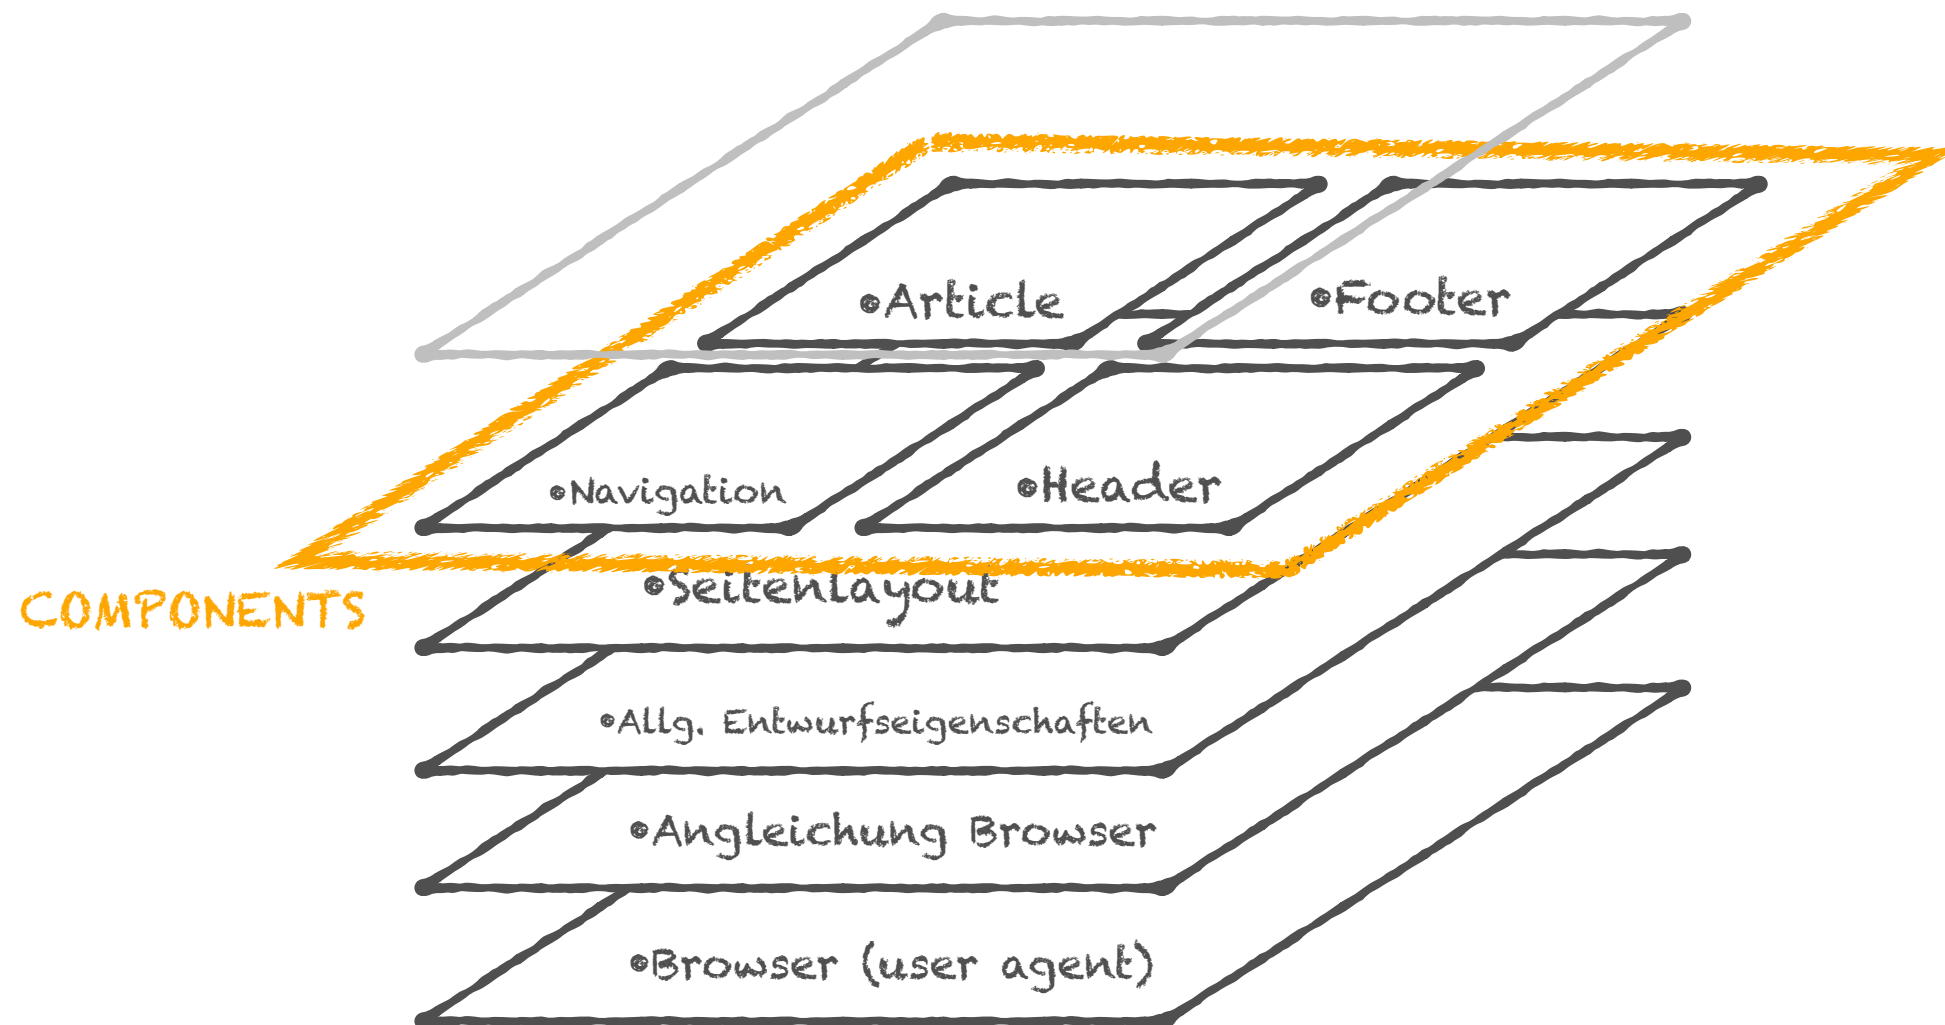 •Article
•Footer
•Navigation
•Header
COMPONENTS
•Seitenlayout
•Allg. Entwurfseigenschaften
•Angleichung Browser
•Browser (user agent)